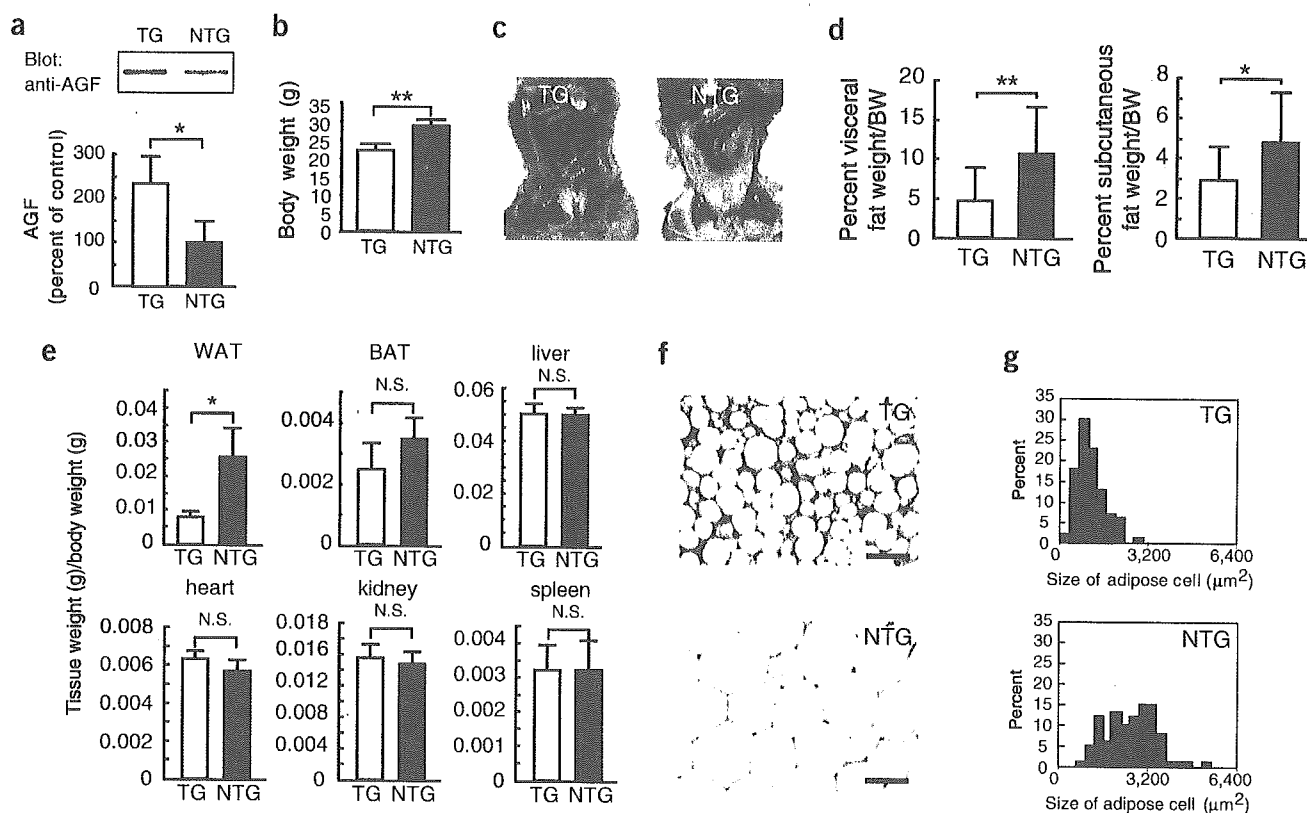 a
TG NTG
Blot:
anti-AGF
*
AGF
(percent of control)
300
200
100
0
TG NTG
b
Body weight (g)
**
35
30
25
20
15
10
5
0
TG NTG
c
TG
NTG
d
Percent visceral
fat weight/BW
**
20
15
10
5
0
TG NTG
Percent subcutaneous
fat weight/BW
*
8
6
4
2
0
TG NTG
e
Tissue weight (g)/body weight (g)
WAT
*
0.04
0.03
0.02
0.01
0
TG NTG
BAT
N.S.
0.004
0.002
0
TG NTG
liver
N.S.
0.06
0.04
0.02
0
TG NTG
heart
N.S.
0.008
0.006
0.004
0.002
0
TG NTG
kidney
N.S.
0.018
0.016
0.012
0.008
0.004
0
TG NTG
spleen
N.S.
0.004
0.003
0.002
0.001
0
TG NTG
f
TG
NTG
g
TG
Percent
35
30
25
20
15
10
5
0
0 3,200 6,400
Size of adipose cell (μm²)
NTG
Percent
35
30
25
20
15
10
5
0
0 3,200 6,400
Size of adipose cell (μm²)